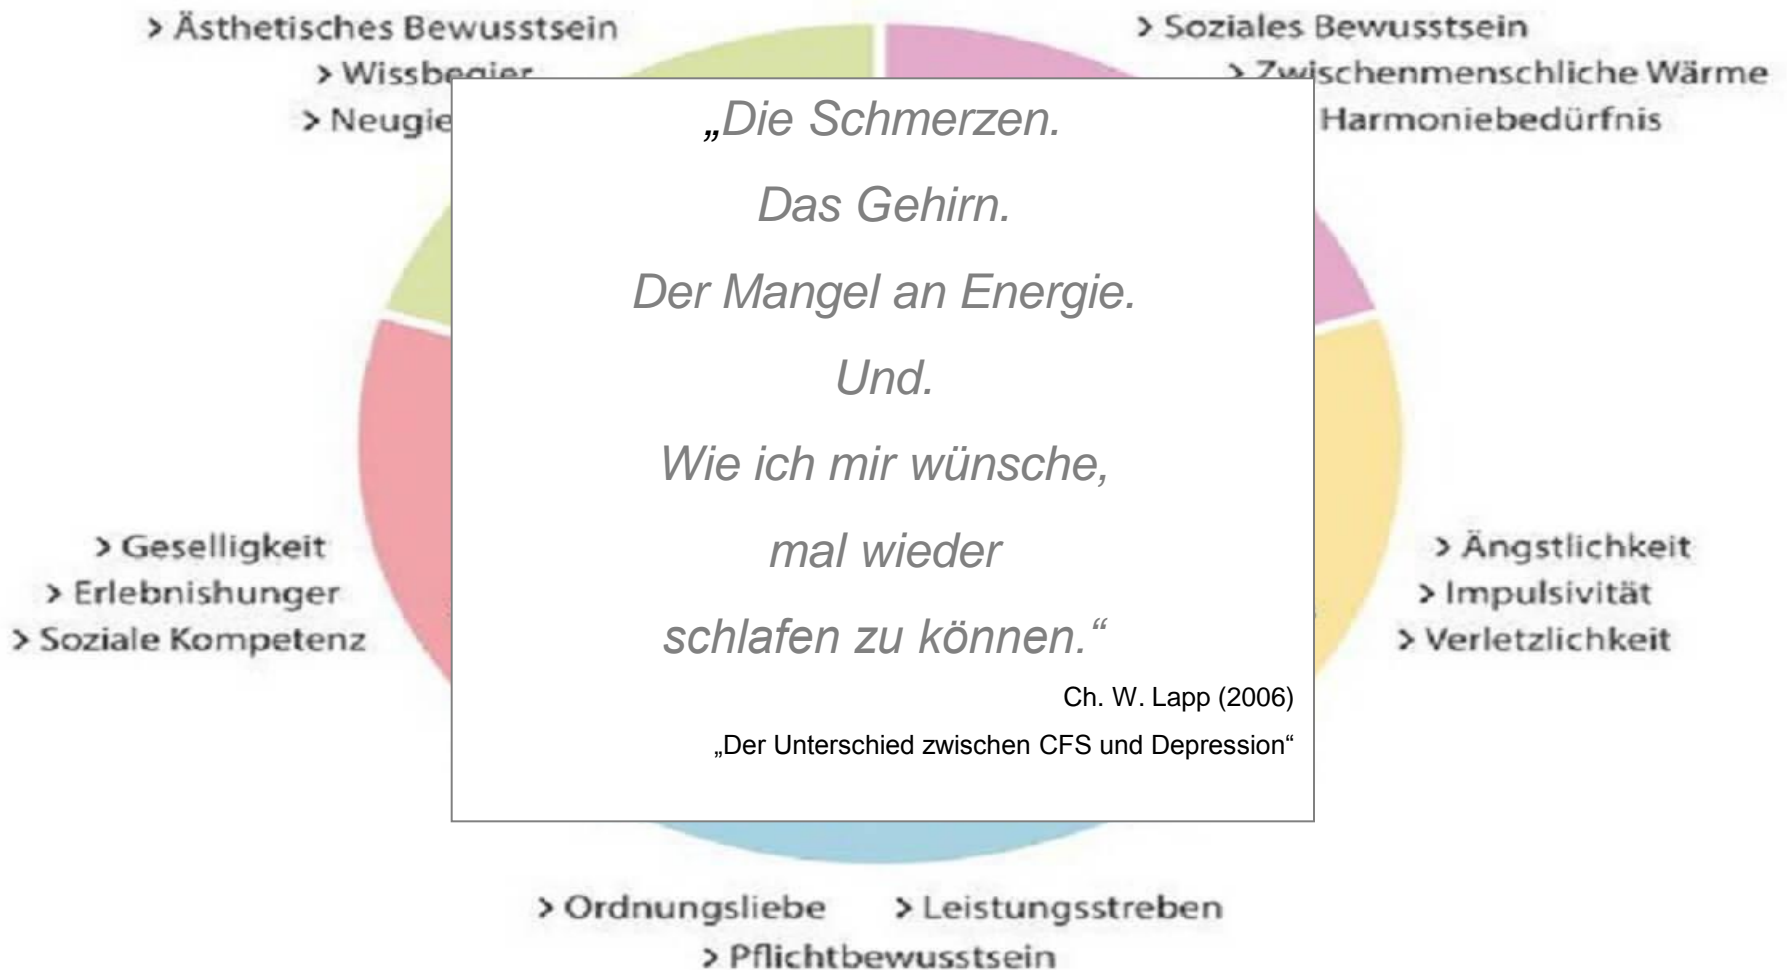 > Ästhetisches Bewusstsein
> Wissbegier
> Neugie
> Soziales Bewusstsein
> Zwischenmenschliche Wärme
Harmoniebedürfnis
„Die Schmerzen.
Das Gehirn.
Der Mangel an Energie.
Und.
Wie ich mir wünsche,
mal wieder
schlafen zu können.“
Ch. W. Lapp (2006)
„Der Unterschied zwischen CFS und Depression“
> Geselligkeit
> Erlebnishunger
> Soziale Kompetenz
> Ängstlichkeit
> Impulsivität
> Verletzlichkeit
> Ordnungsliebe > Leistungsstreben
> Pflichtbewusstsein